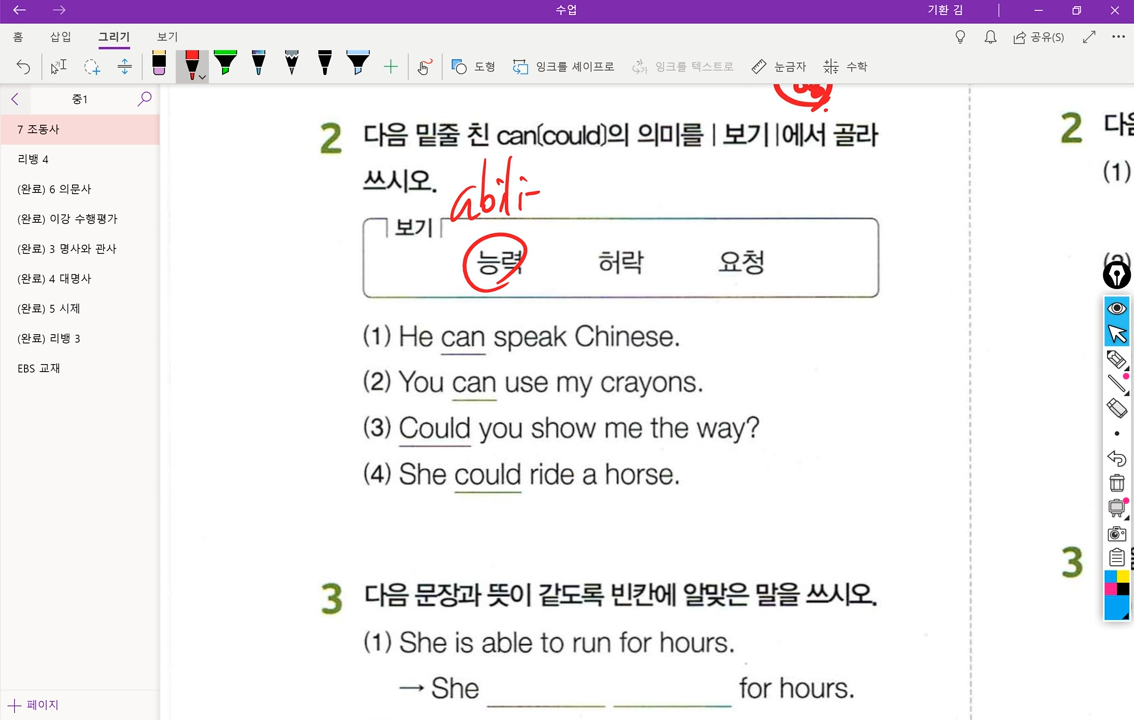 수업
기환 김
홈 삽입 그리기 보기
공유(S)
도형 잉크를 셰이프로 잉크를 텍스트로 눈금자 수학
중1
7 조동사
리뱅 4
(완료) 6 의문사
(완료) 이강 수행평가
(완료) 3 명사와 관사
(완료) 4 대명사
(완료) 5 시제
(완료) 리뱅 3
EBS 교재
페이지
2 다음 밑줄 친 can(could)의 의미를 | 보기 |에서 골라
쓰시오.
abili
보기
능력 허락 요청
(1) He can speak Chinese.
(2) You can use my crayons.
(3) Could you show me the way?
(4) She could ride a horse.
3 다음 문장과 뜻이 같도록 빈칸에 알맞은 말을 쓰시오.
(1) She is able to run for hours.
→ She ________ ________ for hours.
2 다음
(1)
3